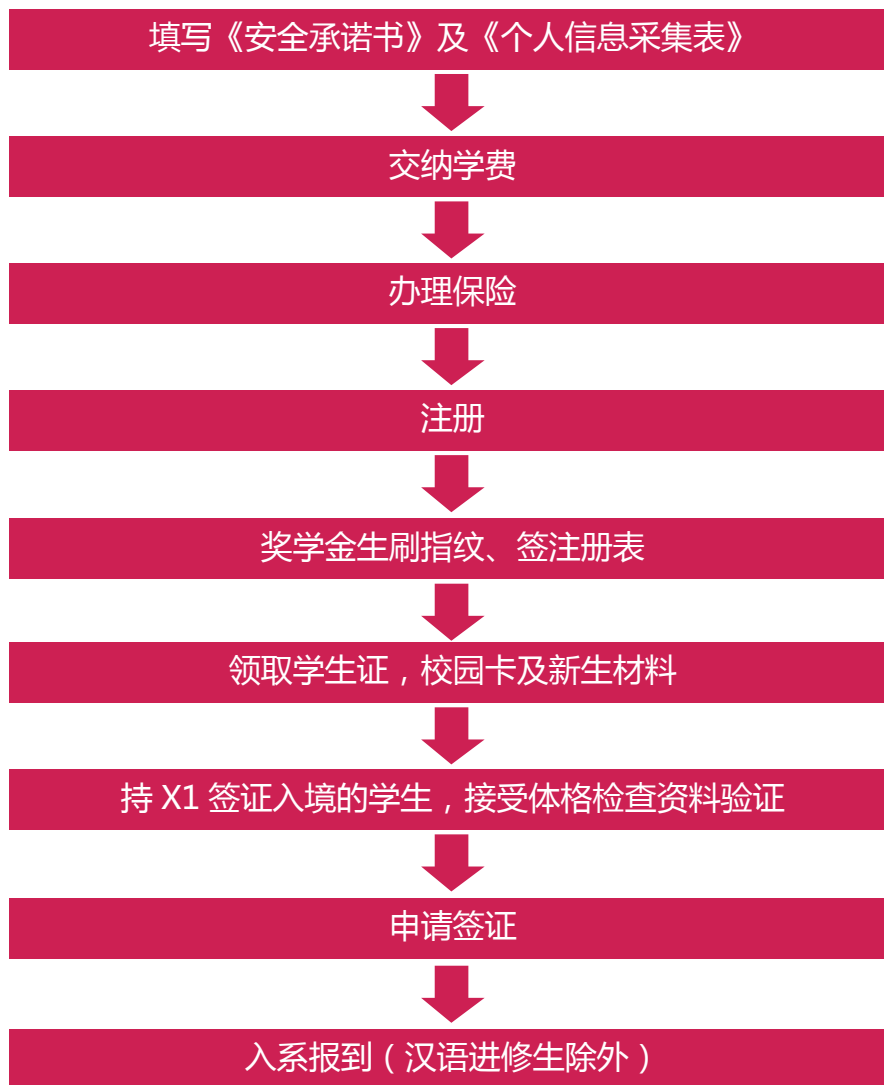 填写《安全承诺书》及《个人信息采集表》
交纳学费
办理保险
注册
奖学金生刷指纹、签注册表
领取学生证，校园卡及新生材料
持 X1 签证入境的学生，接受体格检查资料验证
申请签证
入系报到（汉语进修生除外）